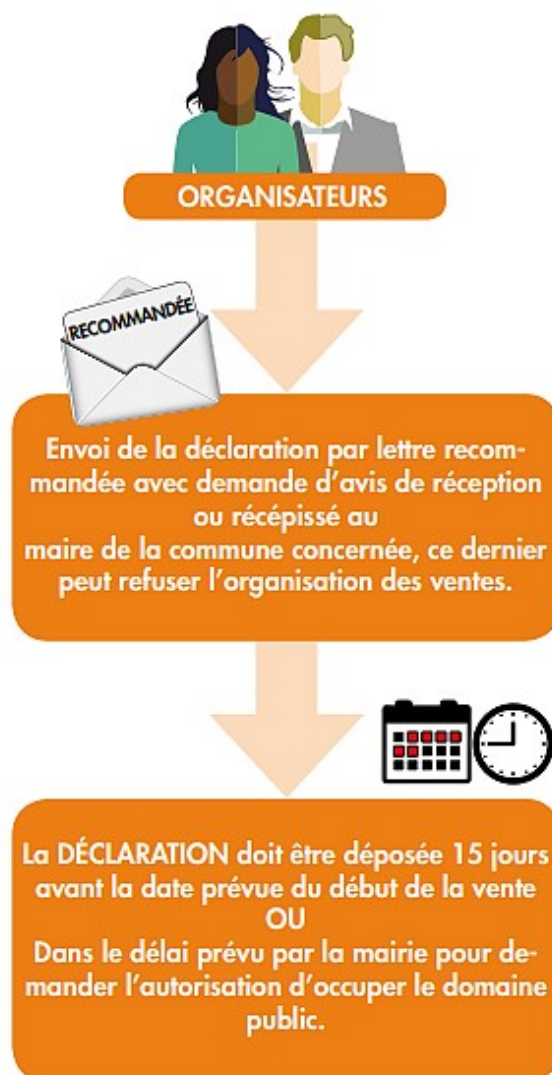 ORGANISATEURS
RECOMMANDÉE
Envoi de la déclaration par lettre recom-
mandée avec demande d'avis de réception
ou récépissé au
maire de la commune concernée, ce dernier
peut refuser l'organisation des ventes.
La DÉCLARATION doit être déposée 15 jours
avant la date prévue du début de la vente
OU
Dans le délai prévu par la mairie pour de-
mander l'autorisation d'occuper le domaine
public.